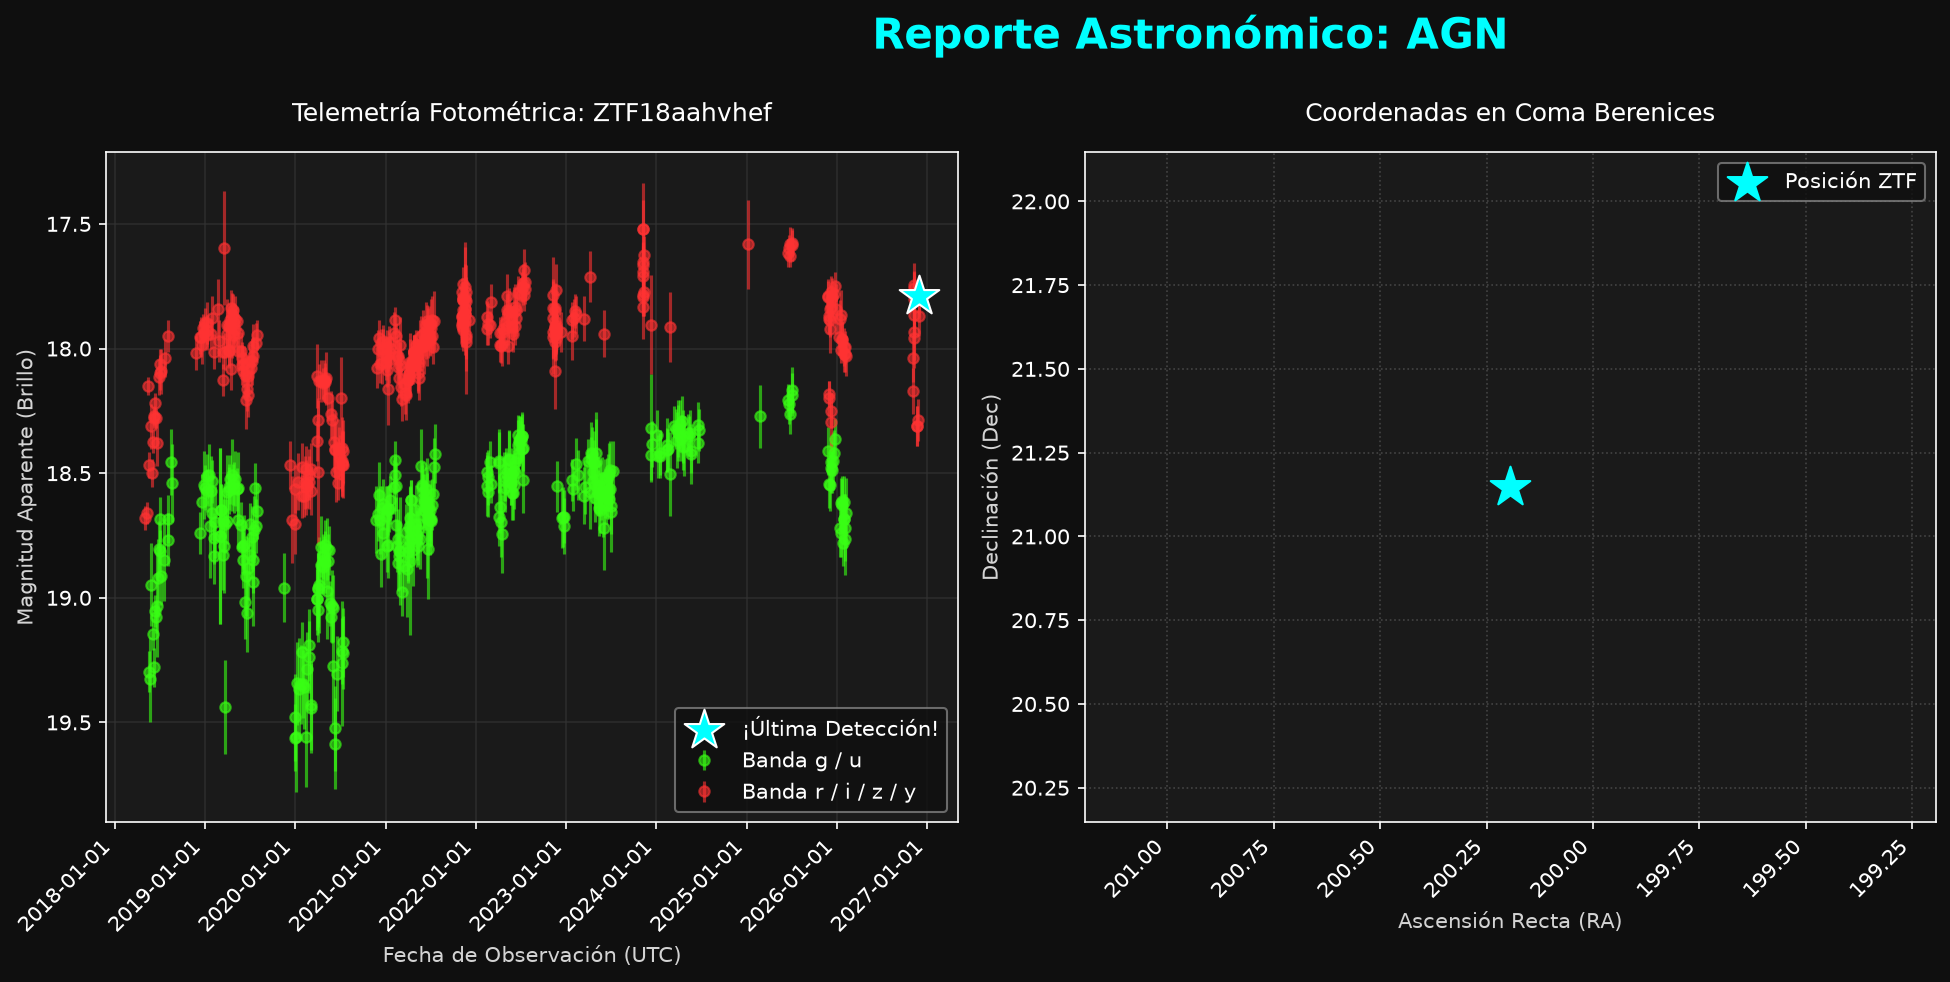 Reporte Astronómico: AGN
Telemetría Fotométrica: ZTF18aahvhef
Magnitud Aparente (Brillo)
17.5
18.0
18.5
19.0
19.5
¡Última Detección!
Banda g / u
Banda r / i / z / y
2018-01-01
2019-01-01
2020-01-01
2021-01-01
2022-01-01
2023-01-01
2024-01-01
2025-01-01
2026-01-01
2027-01-01
Fecha de Observación (UTC)
Coordenadas en Coma Berenices
Posición ZTF
Declinación (Dec)
22.00
21.75
21.50
21.25
21.00
20.75
20.50
20.25
201.00
200.75
200.50
200.25
200.00
199.75
199.50
199.25
Ascensión Recta (RA)